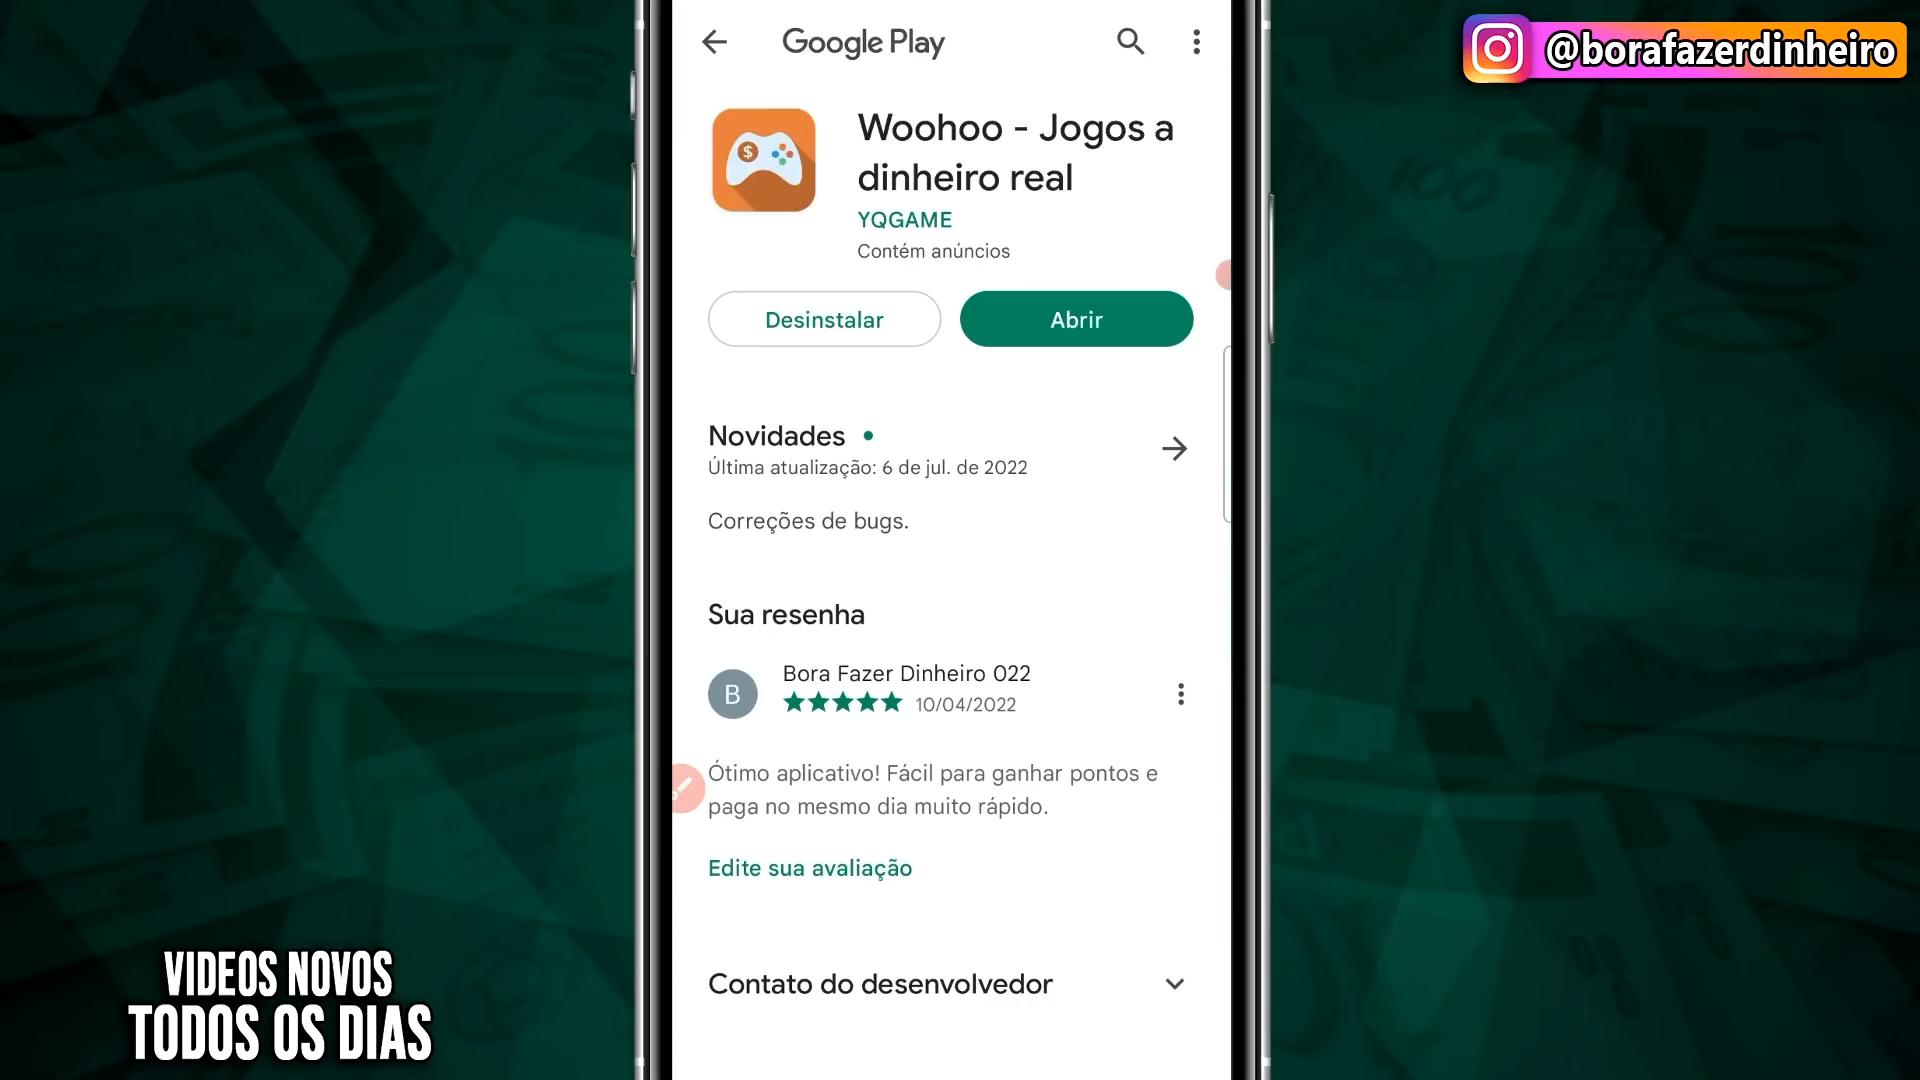 Google Play
@borafazerdinheiro
Woohoo - Jogos a
dinheiro real
YQGAME
Contém anúncios
Desinstalar
Abrir
Novidades
Última atualização: 6 de jul. de 2022
Correções de bugs.
Sua resenha
B
Bora Fazer Dinheiro 022
10/04/2022
Ótimo aplicativo! Fácil para ganhar pontos e
paga no mesmo dia muito rápido.
Edite sua avaliação
Contato do desenvolvedor
VIDEOS NOVOS
TODOS OS DIAS
100